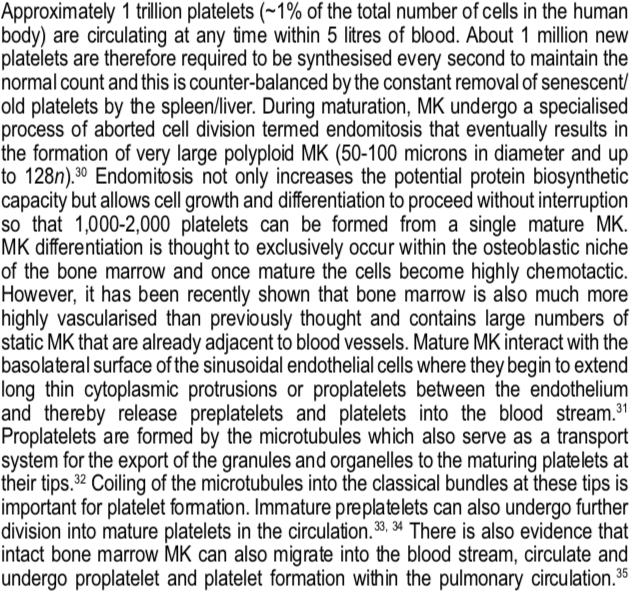 Approximately 1 trillion platelets (~1% of the total number of cells in the human
body) are circulating at any time within 5 litres of blood. About 1 million new
platelets are therefore required to be synthesised every second to maintain the
normal count and this is counter-balanced by the constant removal of senescent/
old platelets by the spleen/liver. During maturation, MK undergo a specialised
process of aborted cell division termed endomitosis that eventually results in
the formation of very large polyploid MK (50-100 microns in diameter and up
to 128n).30 Endomitosis not only increases the potential protein biosynthetic
capacity but allows cell growth and differentiation to proceed without interruption
so that 1,000-2,000 platelets can be formed from a single mature MK.
MK differentiation is thought to exclusively occur within the osteoblastic niche
of the bone marrow and once mature the cells become highly chemotactic.
However, it has been recently shown that bone marrow is also much more
highly vascularised than previously thought and contains large numbers of
static MK that are already adjacent to blood vessels. Mature MK interact with the
basolateral surface of the sinusoidal endothelial cells where they begin to extend
long thin cytoplasmic protrusions or proplatelets between the endothelium
and thereby release preplatelets and platelets into the blood stream.31
Proplatelets are formed by the microtubules which also serve as a transport
system for the export of the granules and organelles to the maturing platelets at
their tips.32 Coiling of the microtubules into the classical bundles at these tips is
important for platelet formation. Immature preplatelets can also undergo further
division into mature platelets in the circulation.33, 34 There is also evidence that
intact bone marrow MK can also migrate into the blood stream, circulate and
undergo proplatelet and platelet formation within the pulmonary circulation.35